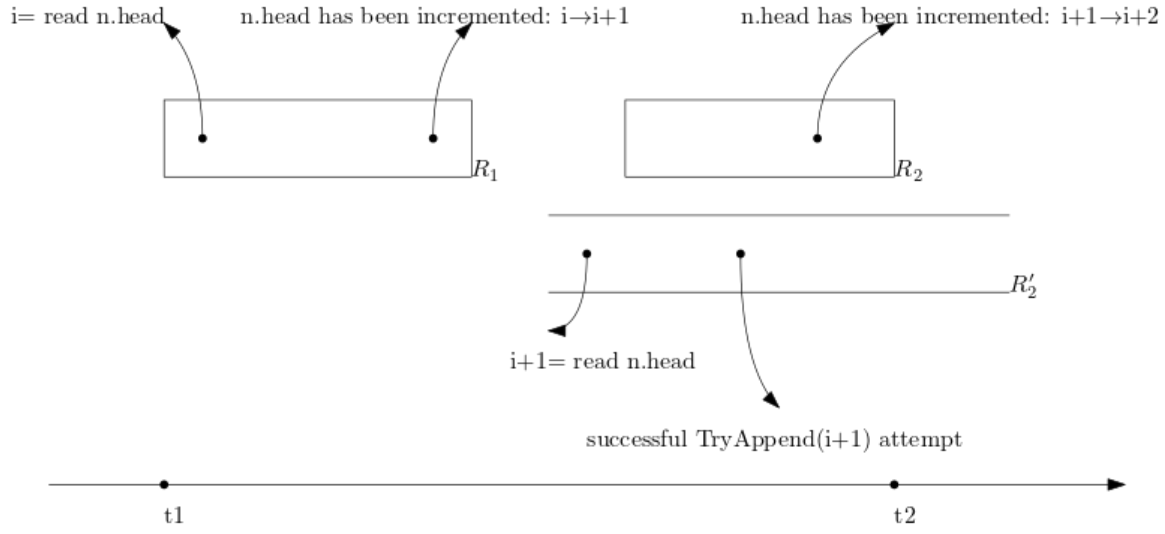 i= read n.head
n.head has been incremented: i→i+1
n.head has been incremented: i+1→i+2
R₁
R₂
R′₂
i+1= read n.head
successful TryAppend(i+1) attempt
t1
t2